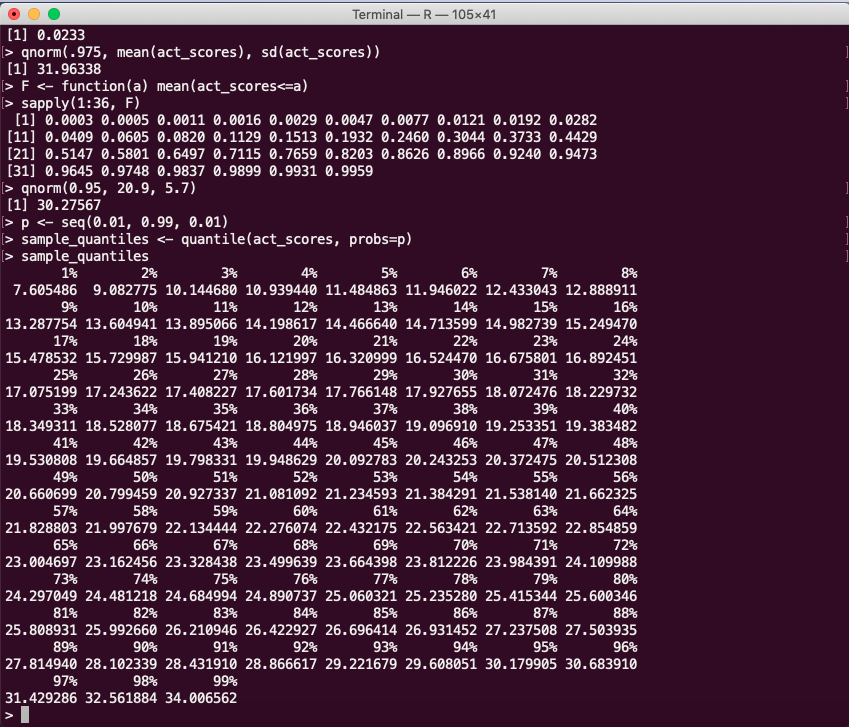 Terminal — R — 105×41
[1] 0.0233
> qnorm(.975, mean(act_scores), sd(act_scores))
[1] 31.96338
> F <- function(a) mean(act_scores<=a)
> sapply(1:36, F)
 [1] 0.0003 0.0005 0.0011 0.0016 0.0029 0.0047 0.0077 0.0121 0.0192 0.0282
[11] 0.0409 0.0605 0.0820 0.1129 0.1513 0.1932 0.2460 0.3044 0.3733 0.4429
[21] 0.5147 0.5801 0.6497 0.7115 0.7659 0.8203 0.8626 0.8966 0.9240 0.9473
[31] 0.9645 0.9748 0.9837 0.9899 0.9931 0.9959
> qnorm(0.95, 20.9, 5.7)
[1] 30.27567
> p <- seq(0.01, 0.99, 0.01)
> sample_quantiles <- quantile(act_scores, probs=p)
> sample_quantiles
       1%        2%        3%        4%        5%        6%        7%        8%
 7.605486  9.082775 10.144680 10.939440 11.484863 11.946022 12.433043 12.888911
       9%       10%       11%       12%       13%       14%       15%       16%
13.287754 13.604941 13.895066 14.198617 14.466640 14.713599 14.982739 15.249470
      17%       18%       19%       20%       21%       22%       23%       24%
15.478532 15.729987 15.941210 16.121997 16.320999 16.524470 16.675801 16.892451
      25%       26%       27%       28%       29%       30%       31%       32%
17.075199 17.243622 17.408227 17.601734 17.766148 17.927655 18.072476 18.229732
      33%       34%       35%       36%       37%       38%       39%       40%
18.349311 18.528077 18.675421 18.804975 18.946037 19.096910 19.253351 19.383482
      41%       42%       43%       44%       45%       46%       47%       48%
19.530808 19.664857 19.798331 19.948629 20.092783 20.243253 20.372475 20.512308
      49%       50%       51%       52%       53%       54%       55%       56%
20.660699 20.799459 20.927337 21.081092 21.234593 21.384291 21.538140 21.662325
      57%       58%       59%       60%       61%       62%       63%       64%
21.828803 21.997679 22.134444 22.276074 22.432175 22.563421 22.713592 22.854859
      65%       66%       67%       68%       69%       70%       71%       72%
23.004697 23.162456 23.328438 23.499639 23.664398 23.812226 23.984391 24.109988
      73%       74%       75%       76%       77%       78%       79%       80%
24.297049 24.481218 24.684994 24.890737 25.060321 25.235280 25.415344 25.600346
      81%       82%       83%       84%       85%       86%       87%       88%
25.808931 25.992660 26.210946 26.422927 26.696414 26.931452 27.237508 27.503935
      89%       90%       91%       92%       93%       94%       95%       96%
27.814940 28.102339 28.431910 28.866617 29.221679 29.608051 30.179905 30.683910
      97%       98%       99%
31.429286 32.561884 34.006562
>